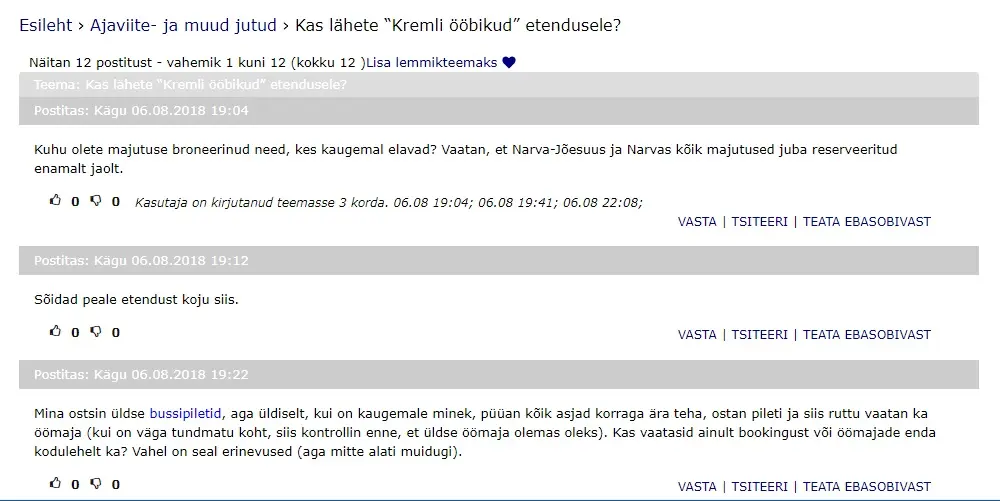 Esileht › Ajaviite- ja muud jutud › Kas lähete “Kremli ööbikud” etendusele?
Näitan 12 postitust - vahemik 1 kuni 12 (kokku 12 )Lisa lemmikteemaks
Teema: Kas lähete “Kremli ööbikud” etendusele?
Postitas: Kägu 06.08.2018 19:04
Kuhu olete majutuse broneerinud need, kes kaugemal elavad? Vaatan, et Narva-Jõesuus ja Narvas kõik majutused juba reserveeritud
enamalt jaolt.
0 0 Kasutaja on kirjutanud teemasse 3 korda. 06.08 19:04; 06.08 19:41; 06.08 22:08;
VASTA | TSITEERI | TEATA EBASOBIVAST
Postitas: Kägu 06.08.2018 19:12
Sõidad peale etendust koju siis.
0 0
VASTA | TSITEERI | TEATA EBASOBIVAST
Postitas: Kägu 06.08.2018 19:22
Mina ostsin üldse bussipiletid, aga üldiselt, kui on kaugemale minek, püüan kõik asjad korraga ära teha, ostan pileti ja siis ruttu vaatan ka
öömaja (kui on väga tundmatu koht, siis kontrollin enne, et üldse öömaja olemas oleks). Kas vaatasid ainult bookingust või öömajade enda
kodulehelt ka? Vahel on seal erinevused (aga mitte alati muidugi).
0 0
VASTA | TSITEERI | TEATA EBASOBIVAST